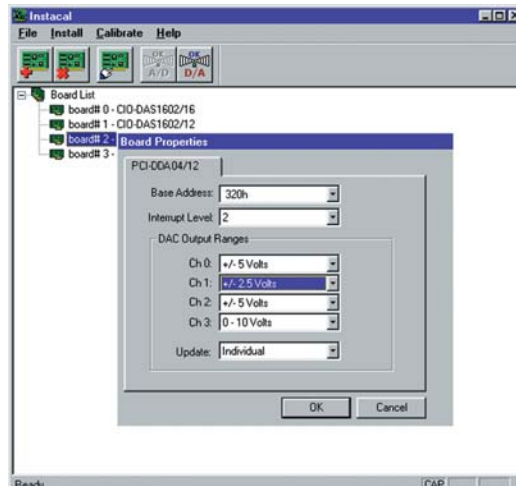 Instacal
File Install Calibrate Help
OK
A/D
OK
D/A
Board List
board# 0 - CIO-DAS1602/16
board# 1 - CIO-DAS1602/12
board# 2 -
board# 3 -
Board Properties
PCI-DDA04/12
Base Address: 320h
Interrupt Level: 2
DAC Output Ranges
Ch 0: +/- 5 Volts
Ch 1: +/- 2.5 Volts
Ch 2: +/- 5 Volts
Ch 3: 0 - 10 Volts
Update: Individual
OK Cancel
Ready CAP